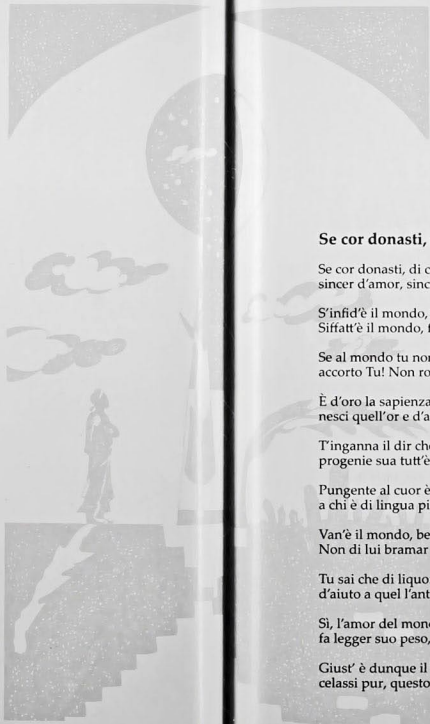 Se cor donasti,
Se cor donasti, di
sincer d'amor, sinc
S'infid'è il mondo,
Siffatt'è il mondo,
Se al mondo tu non
accorto Tu! Non ro
È d'oro la sapienza
nesci quell'or e d'a
T'inganna il dir che
progenie sua tutt'è
Pungente al cuor è
a chi è di lingua pi
Van'è il mondo, be
Non di lui bramar
Tu sai che di liquo
d'aiuto a quel l'ant
Sì, l'amor del mond
fa legger suo peso,
Giust' è dunque il
celassi pur, questo